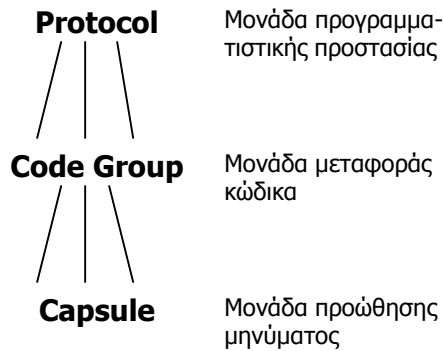 Protocol
Μονάδα προγραμμα-
τιστικής προστασίας
Code Group
Μονάδα μεταφοράς
κώδικα
Capsule
Μονάδα προώθησης
μηνύματος